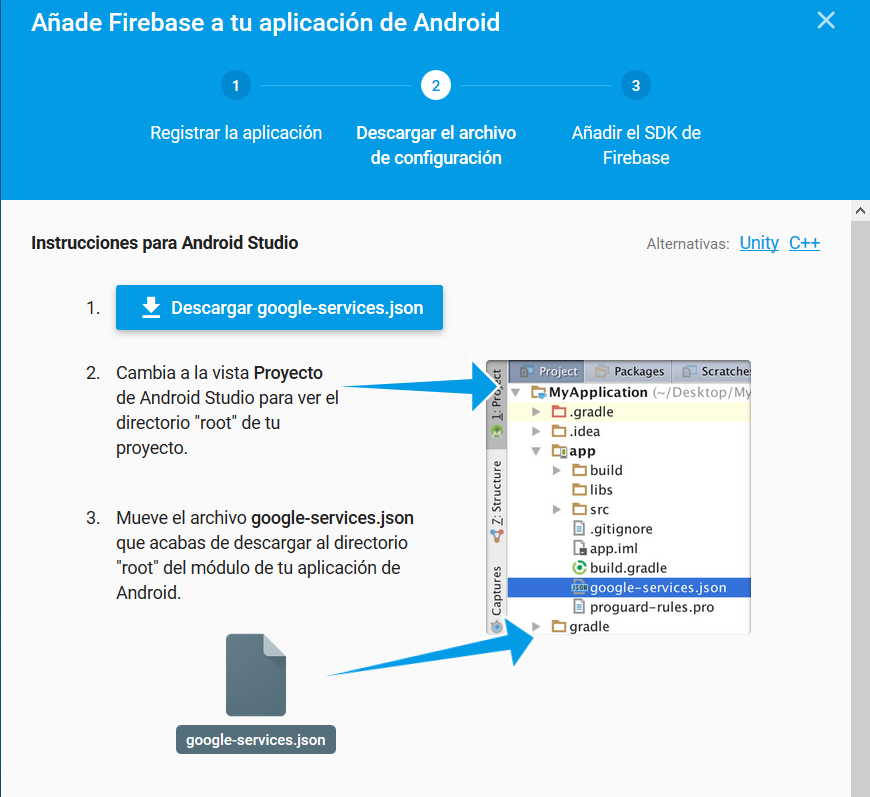 Añade Firebase a tu aplicación de Android
1
2
3
Registrar la aplicación
Descargar el archivo
de configuración
Añadir el SDK de
Firebase
Instrucciones para Android Studio
Alternativas: Unity C++
1. Descargar google-services.json
2. Cambia a la vista Proyecto
de Android Studio para ver el
directorio "root" de tu
proyecto.
3. Mueve el archivo google-services.json
que acabas de descargar al directorio
"root" del módulo de tu aplicación de
Android.
google-services.json
1: Project
7: Structure
Captures
Project Packages Scratches
MyApplication (~/Desktop/My
.gradle
.idea
app
build
libs
src
.gitignore
app.iml
build.gradle
JSON google-services.json
proguard-rules.pro
gradle